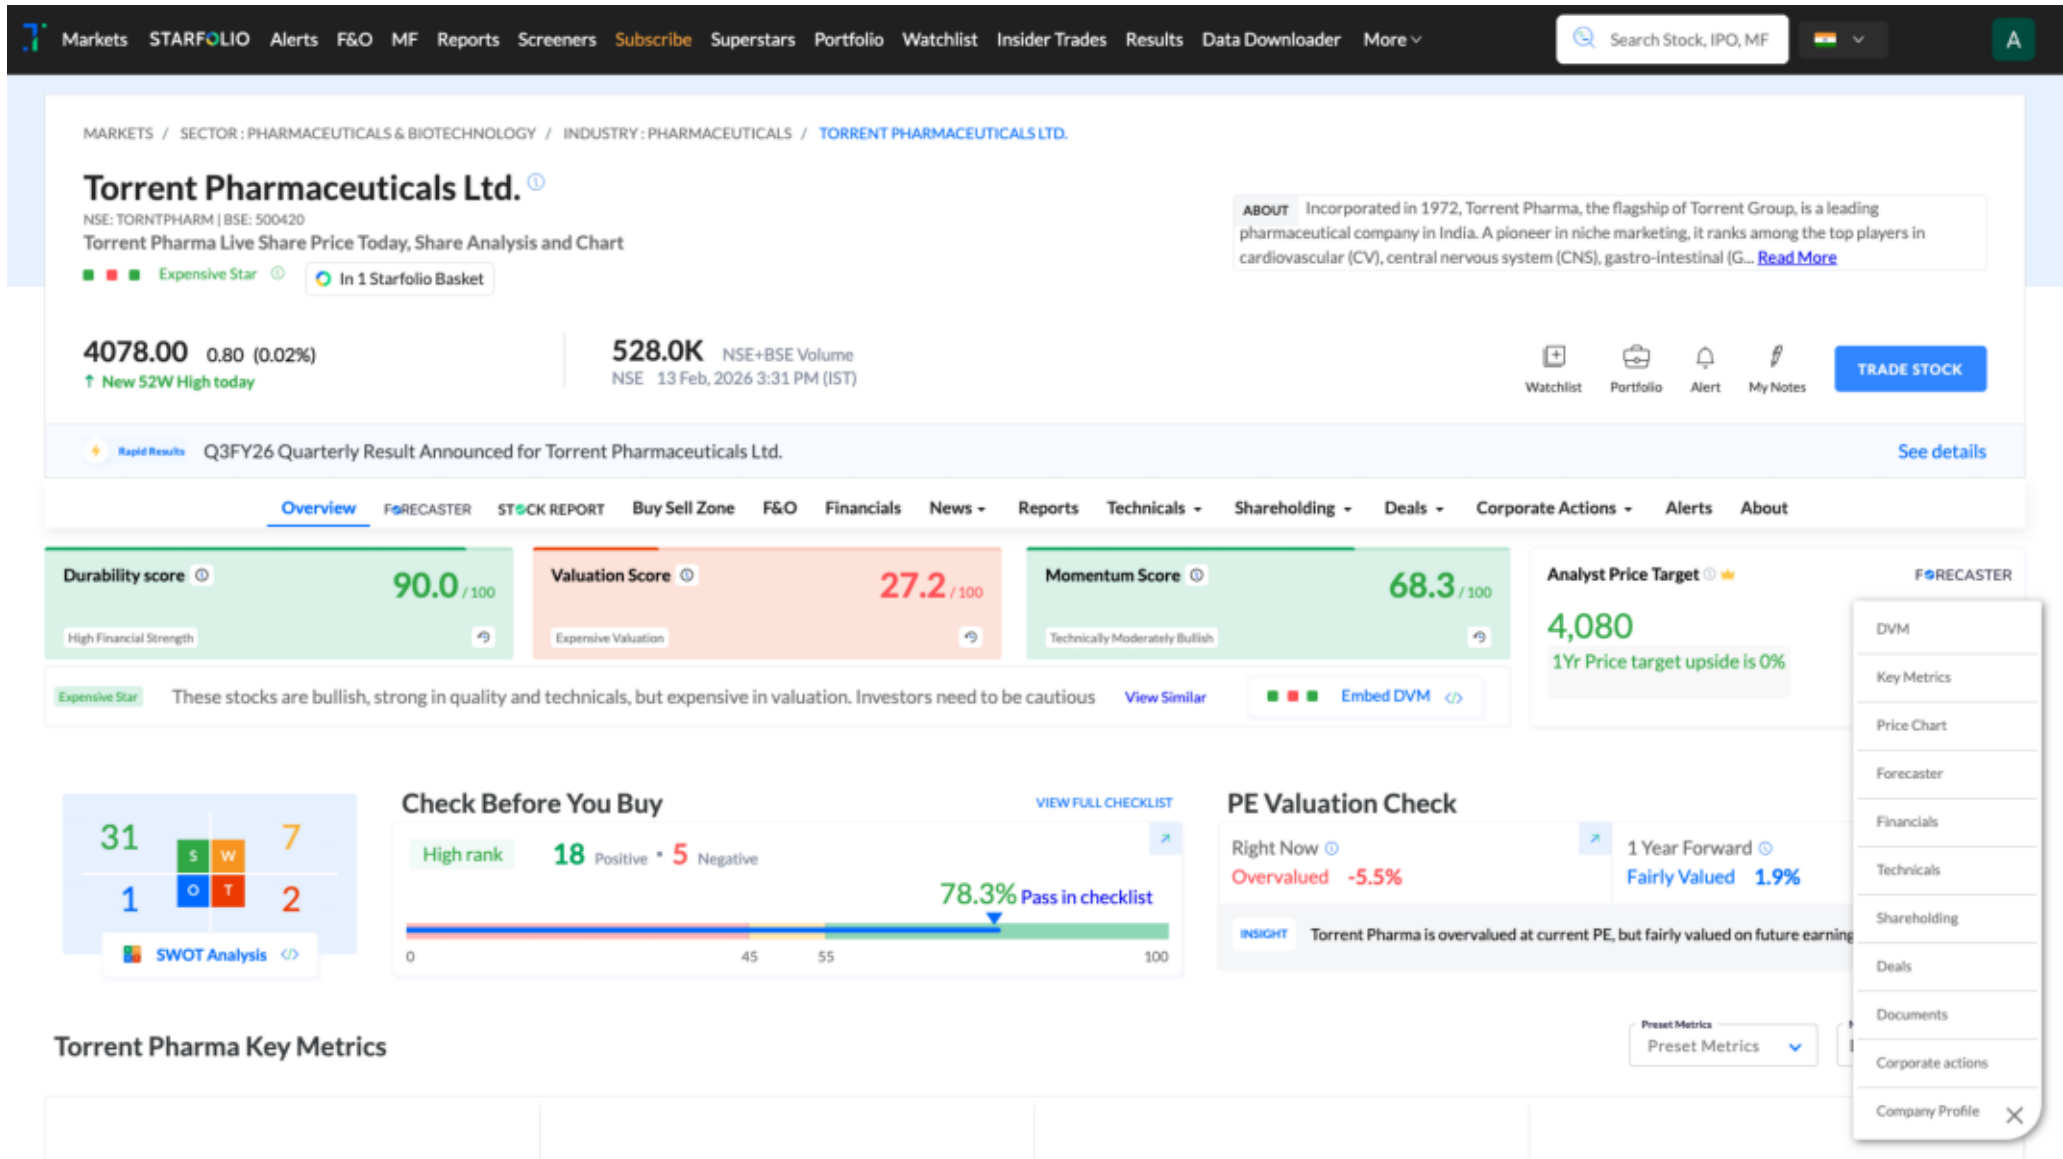 Markets STARFOLIO Alerts F&O MF Reports Screeners Subscribe Superstars Portfolio Watchlist Insider Trades Results Data Downloader More Search Stock, IPO, MF A
MARKETS / SECTOR : PHARMACEUTICALS & BIOTECHNOLOGY / INDUSTRY : PHARMACEUTICALS / TORRENT PHARMACEUTICALS LTD.
Torrent Pharmaceuticals Ltd.
NSE: TORNTPHARM | BSE: 500420
Torrent Pharma Live Share Price Today, Share Analysis and Chart
Expensive Star In 1 Starfolio Basket
ABOUT Incorporated in 1972, Torrent Pharma, the flagship of Torrent Group, is a leading
pharmaceutical company in India. A pioneer in niche marketing, it ranks among the top players in
cardiovascular (CV), central nervous system (CNS), gastro-intestinal (G... Read More
4078.00 0.80 (0.02%)
↑ New 52W High today
528.0K NSE+BSE Volume
NSE 13 Feb, 2026 3:31 PM (IST)
Watchlist Portfolio Alert My Notes TRADE STOCK
Rapid Results Q3FY26 Quarterly Result Announced for Torrent Pharmaceuticals Ltd. See details
Overview FORECASTER STOCK REPORT Buy Sell Zone F&O Financials News Reports Technicals Shareholding Deals Corporate Actions Alerts About
Durability score 90.0 / 100
High Financial Strength
Valuation Score 27.2 / 100
Expensive Valuation
Momentum Score 68.3 / 100
Technically Moderately Bullish
Analyst Price Target FORECASTER
4,080
1Yr Price target upside is 0%
Expensive Star These stocks are bullish, strong in quality and technicals, but expensive in valuation. Investors need to be cautious View Similar Embed DVM </>
31 7
S W
O T
1 2
SWOT Analysis </>
Check Before You Buy VIEW FULL CHECKLIST
High rank 18 Positive • 5 Negative
78.3% Pass in checklist
0 45 55 100
PE Valuation Check
Right Now
Overvalued -5.5%
1 Year Forward
Fairly Valued 1.9%
INSIGHT Torrent Pharma is overvalued at current PE, but fairly valued on future earning
Torrent Pharma Key Metrics
Preset Metrics
Preset Metrics
DVM
Key Metrics
Price Chart
Forecaster
Financials
Technicals
Shareholding
Deals
Documents
Corporate actions
Company Profile